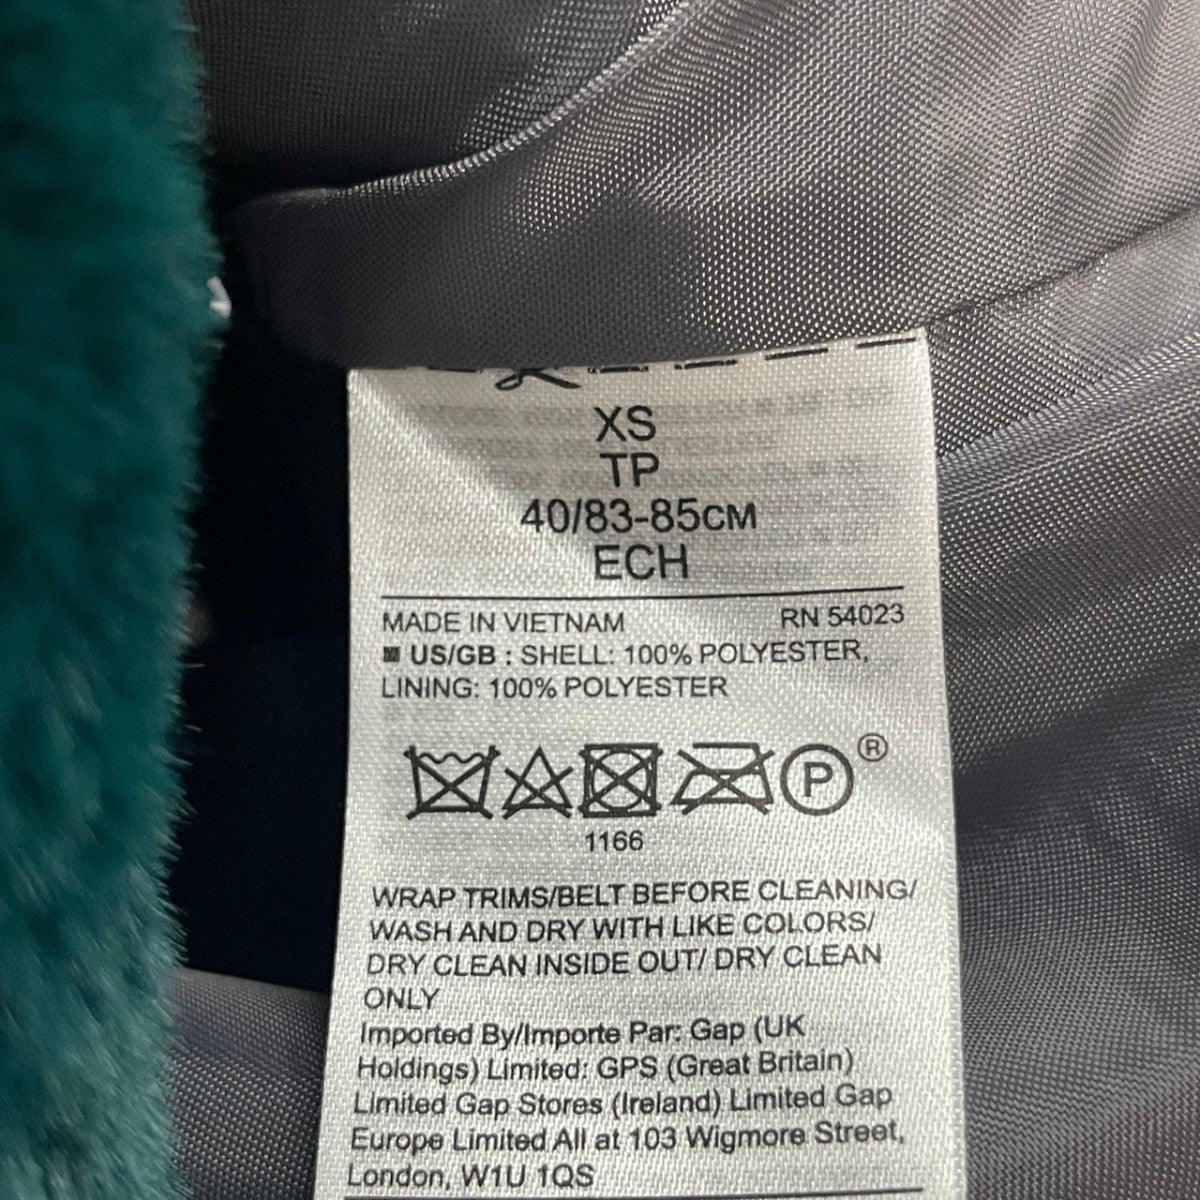 XS
TP
40/83-85CM
ECH
MADE IN VIETNAM RN 54023
US/GB : SHELL: 100% POLYESTER,
LINING: 100% POLYESTER
P ®
1166
WRAP TRIMS/BELT BEFORE CLEANING/
WASH AND DRY WITH LIKE COLORS/
DRY CLEAN INSIDE OUT/ DRY CLEAN
ONLY
Imported By/Importe Par: Gap (UK
Holdings) Limited: GPS (Great Britain)
Limited Gap Stores (Ireland) Limited Gap
Europe Limited All at 103 Wigmore Street,
London, W1U 1QS